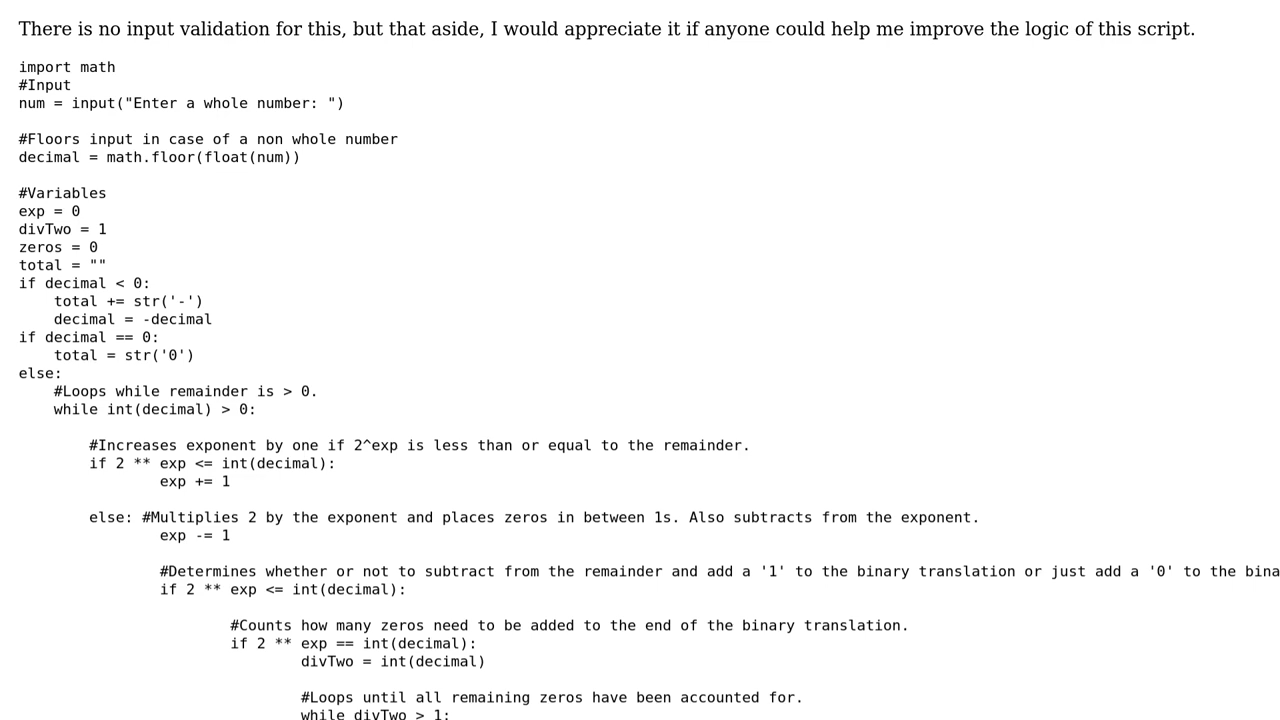 There is no input validation for this, but that aside, I would appreciate it if anyone could help me improve the logic of this script.
import math
#Input
num = input("Enter a whole number: ")
#Floors input in case of a non whole number
decimal = math.floor(float(num))
#Variables
exp = 0
divTwo = 1
zeros = 0
total = ""
if decimal < 0:
    total += str('-')
    decimal = -decimal
if decimal == 0:
    total = str('0')
else:
    #Loops while remainder is > 0.
    while int(decimal) > 0:
        #Increases exponent by one if 2^exp is less than or equal to the remainder.
        if 2 ** exp <= int(decimal):
                exp += 1
        else: #Multiplies 2 by the exponent and places zeros in between 1s. Also subtracts from the exponent.
                exp -= 1
                #Determines whether or not to subtract from the remainder and add a '1' to the binary translation or just add a '0' to the bina
                if 2 ** exp <= int(decimal):
                        #Counts how many zeros need to be added to the end of the binary translation.
                        if 2 ** exp == int(decimal):
                                divTwo = int(decimal)
                                #Loops until all remaining zeros have been accounted for.
                                while divTwo > 1: